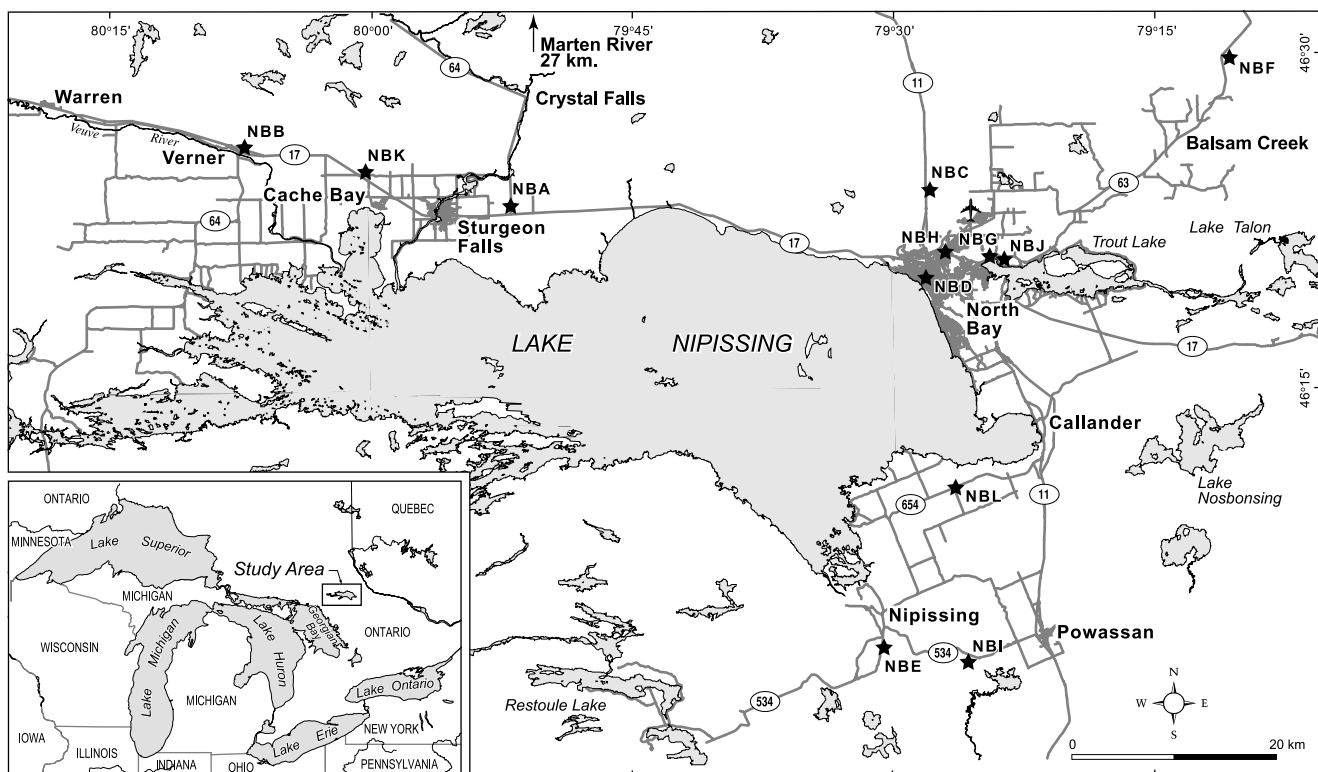 80°15'
80°00'
79°45'
79°30'
79°15'
46°30'
46°15'
Marten River
27 km.
64
Crystal Falls
11
NBF
Warren
Veuve
River
NBB
Verner
17
NBK
Cache Bay
NBA
64
Sturgeon
Falls
NBC
Balsam Creek
63
17
NBH
NBG
NBJ
Trout Lake
Lake Talon
NBD
North
Bay
17
LAKE NIPISSING
Callander
Lake
Nosbonsing
654
NBL
11
Nipissing
Powassan
NBE
534
NBI
Restoule Lake
534
N
W
E
S
0
20 km
ONTARIO
QUEBEC
MINNESOTA
Lake Superior
Study Area
MICHIGAN
Georgian
Bay
ONTARIO
WISCONSIN
Lake Michigan
Lake Huron
MICHIGAN
Lake Ontario
NEW YORK
Lake Erie
IOWA
ILLINOIS
INDIANA
OHIO
PENNSYLVANIA